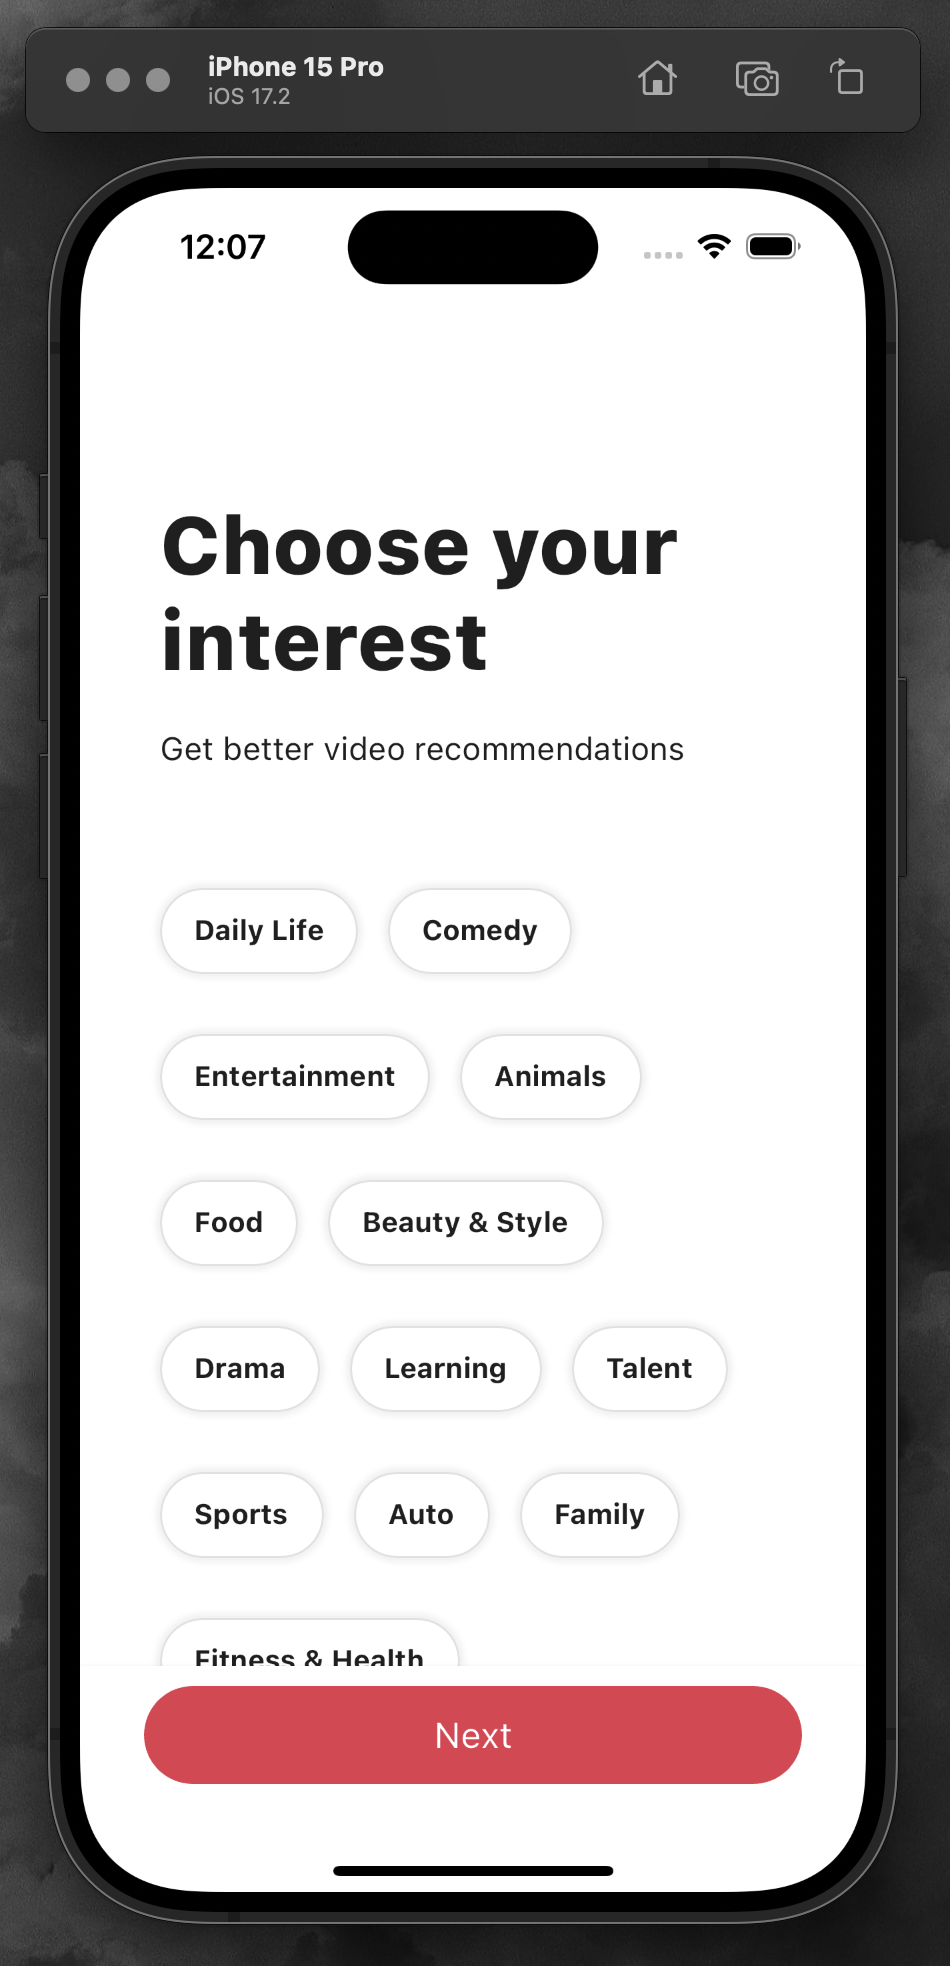 iPhone 15 Pro
iOS 17.2
12:07
Choose your
interest
Get better video recommendations
Daily Life Comedy
Entertainment Animals
Food Beauty & Style
Drama Learning Talent
Sports Auto Family
Fitness & Health
Next